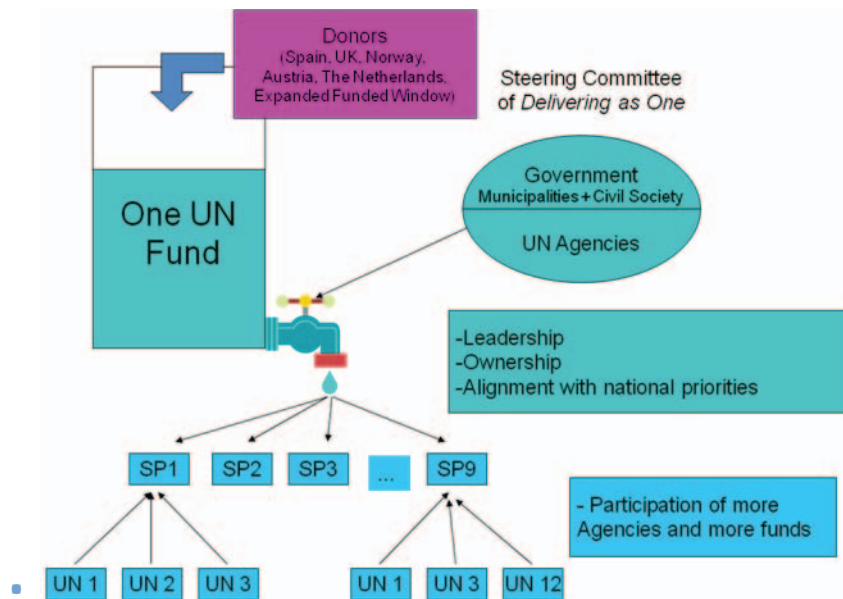 Donors
(Spain, UK, Norway,
Austria, The Netherlands,
Expanded Funded Window)
Steering Committee
of Delivering as One
Government
Municipalities + Civil Society
UN Agencies
One UN
Fund
-Leadership
-Ownership
-Alignment with national priorities
SP1 SP2 SP3 ... SP9
- Participation of more
Agencies and more funds
UN 1 UN 2 UN 3 UN 1 UN 3 UN 12